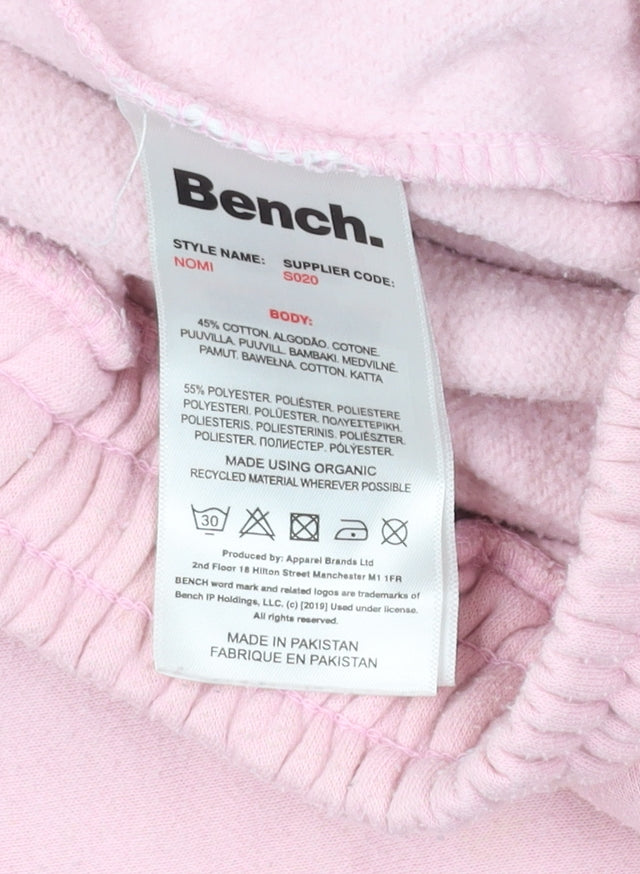 Bench.
STYLE NAME: SUPPLIER CODE:
NOMI S020
BODY:
45% COTTON. ALGODÃO. COTONE.
PUUVILLA. PUUVILL. BAMBAKI. MEDVILNĖ.
PAMUT. BAWEŁNA. COTTON. KATTA
55% POLYESTER. POLIÉSTER. POLIESTERE
POLYESTERI. POLÜESTER. ΠΟΛΥΕΣΤΕΡΙΚΗ.
POLIESTERIS. POLIESTERINIS. POLIÉSZTER.
POLIESTER. ПОЛИЕСТЕР. PÓLÝESTER.
MADE USING ORGANIC
RECYCLED MATERIAL WHEREVER POSSIBLE
30
Produced by: Apparel Brands Ltd
2nd Floor 18 Hilton Street Manchester M1 1FR
BENCH word mark and related logos are trademarks of
Bench IP Holdings, LLC. (c) [2019] Used under license.
All rights reserved.
MADE IN PAKISTAN
FABRIQUE EN PAKISTAN